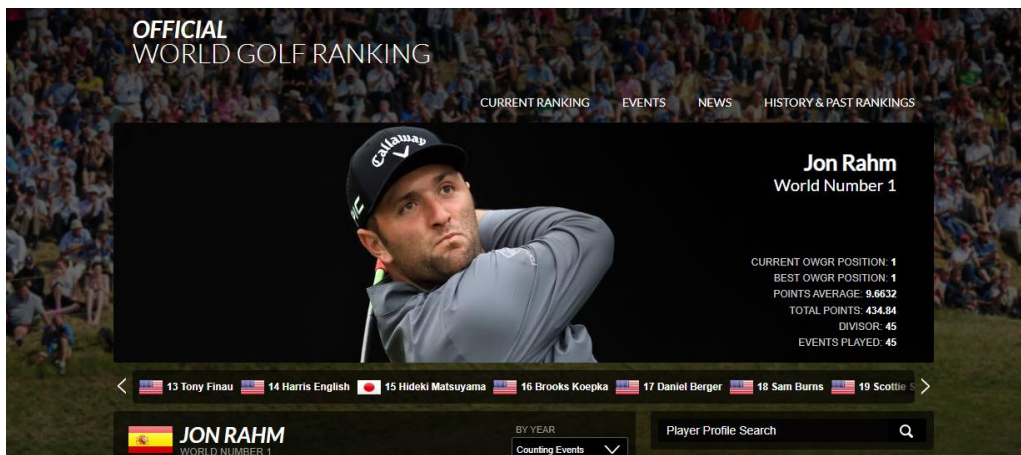 OFFICIAL
WORLD GOLF RANKING
CURRENT RANKING EVENTS NEWS HISTORY & PAST RANKINGS
Callaway
Jon Rahm
World Number 1
CURRENT OWGR POSITION: 1
BEST OWGR POSITION: 1
POINTS AVERAGE: 9.6632
TOTAL POINTS: 434.84
DIVISOR: 45
EVENTS PLAYED: 45
13 Tony Finau 14 Harris English 15 Hideki Matsuyama 16 Brooks Koepka 17 Daniel Berger 18 Sam Burns 19 Scottie
JON RAHM
WORLD NUMBER 1
BY YEAR
Counting Events
Player Profile Search